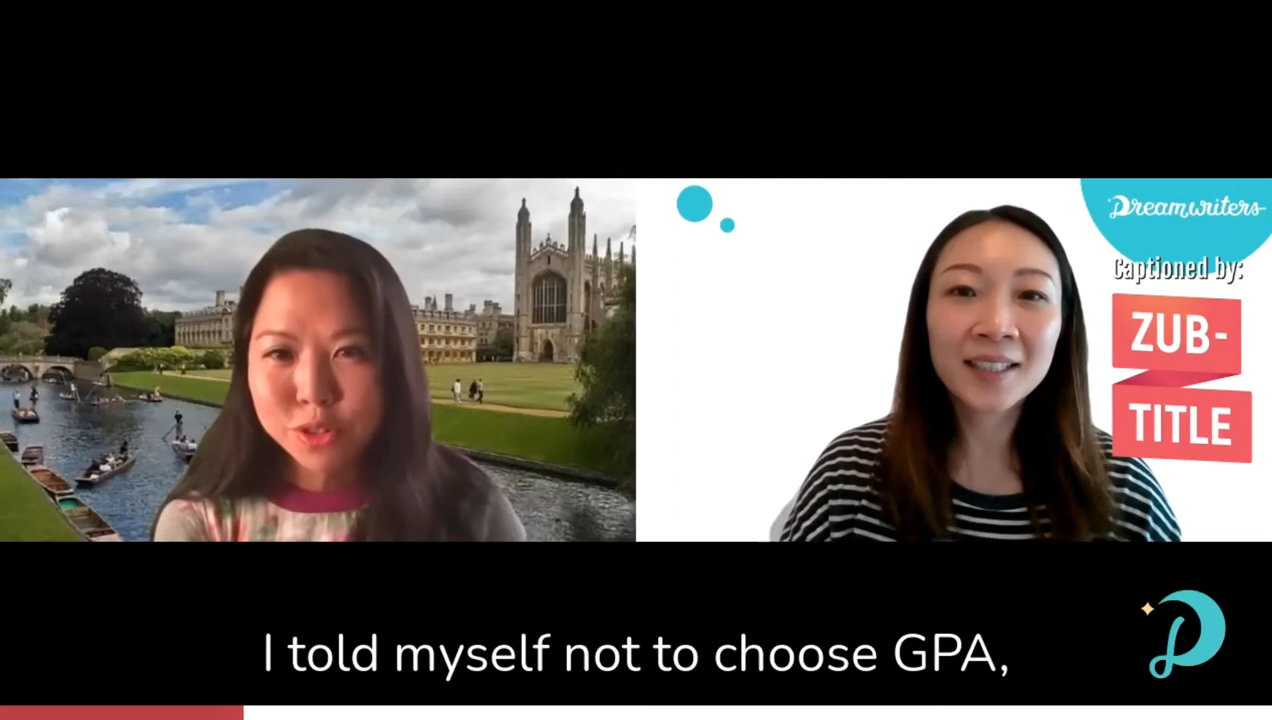 Dreamwriters
Captioned by:
ZUB-
TITLE
I told myself not to choose GPA,